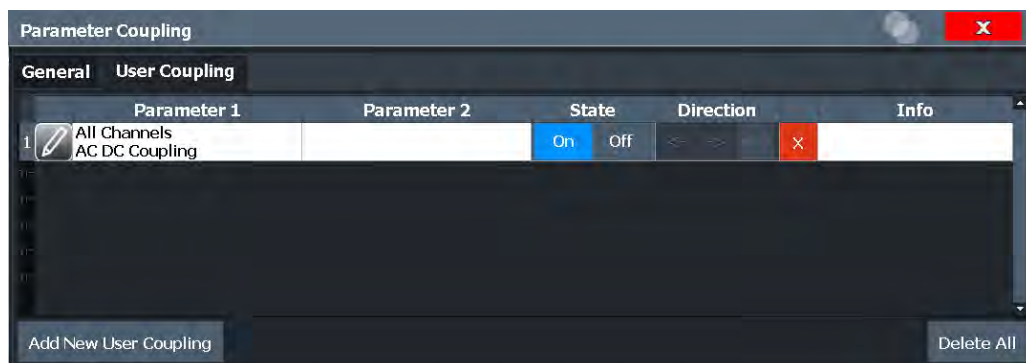 Parameter Coupling X
General User Coupling
Parameter 1 Parameter 2 State Direction Info
1 All Channels On Off <- -> X
AC DC Coupling
Add New User Coupling Delete All